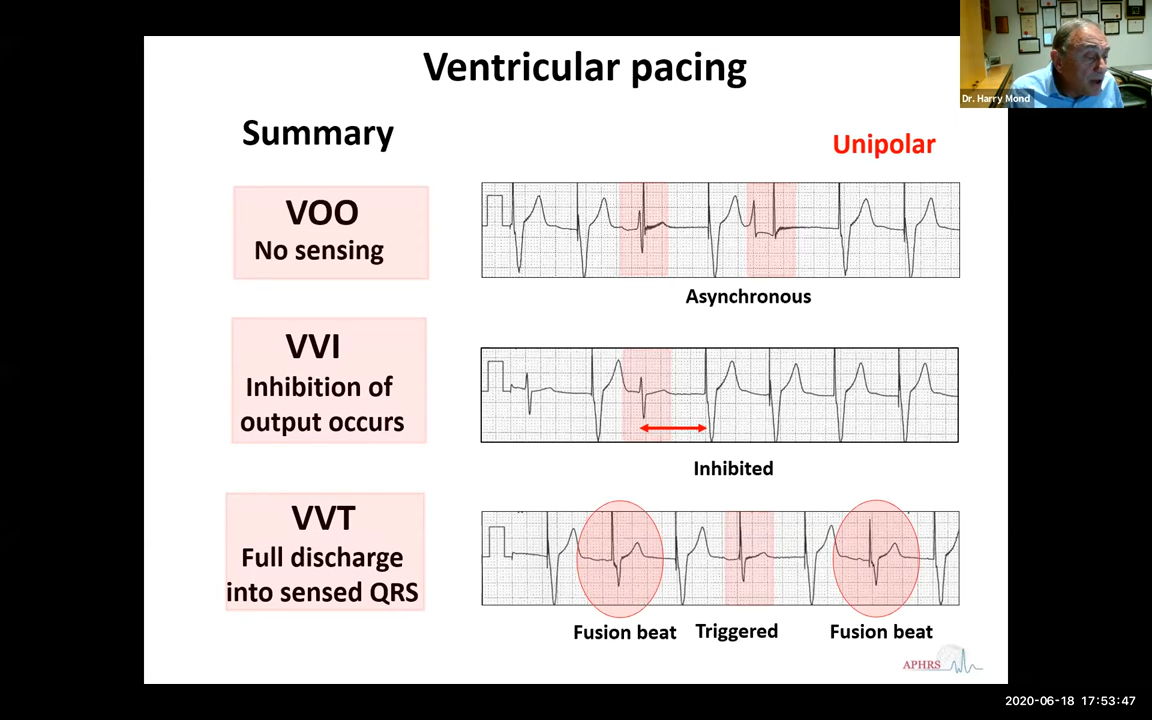 Ventricular pacing
Dr. Harry Mond
Summary
Unipolar
VOO
No sensing
Asynchronous
VVI
Inhibition of
output occurs
Inhibited
VVT
Full discharge
into sensed QRS
Fusion beat
Triggered
Fusion beat
APHRS
2020-06-18 17:53:47